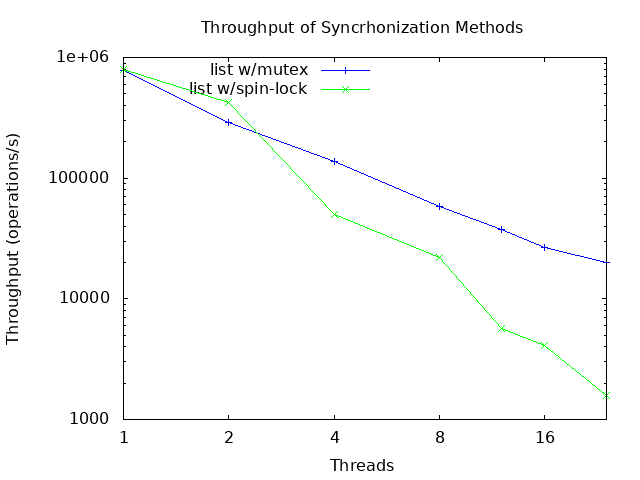 Throughput of Syncrhonization Methods
list w/mutex
list w/spin-lock
Throughput (operations/s)
1e+06
100000
10000
1000
1 2 4 8 16
Threads